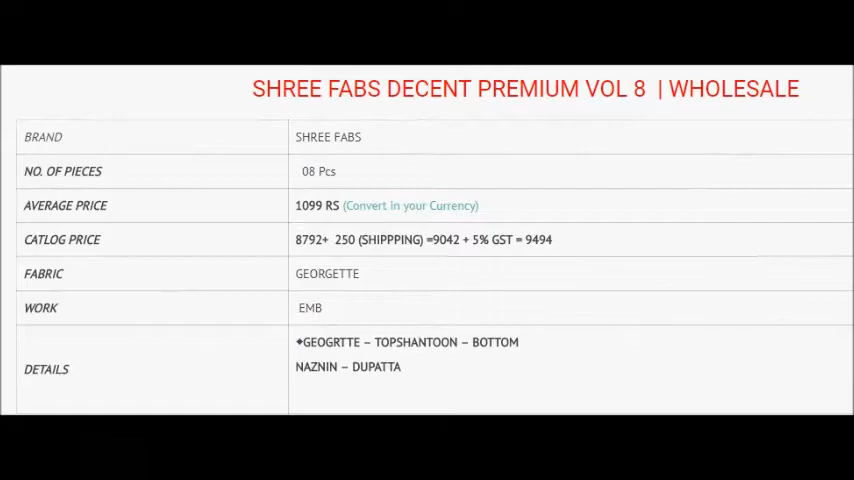 SHREE FABS DECENT PREMIUM VOL 8 | WHOLESALE
BRAND SHREE FABS
NO. OF PIECES 08 Pcs
AVERAGE PRICE 1099 RS (Convert in your Currency)
CATLOG PRICE 8792+ 250 (SHIPPPING) =9042 + 5% GST = 9494
FABRIC GEORGETTE
WORK EMB
◆GEOGRTTE – TOPSHANTOON – BOTTOM
DETAILS NAZNIN – DUPATTA